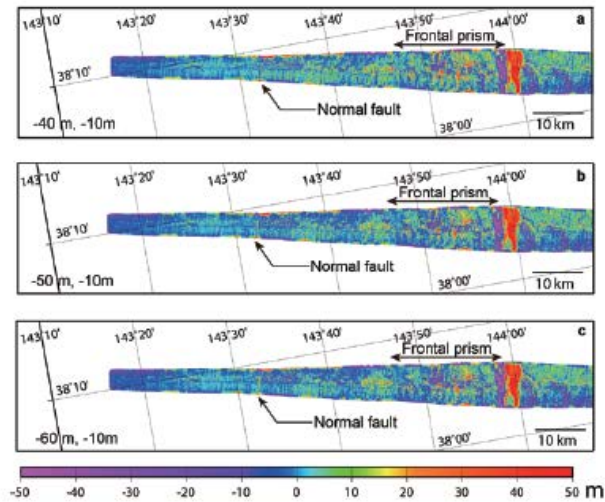 143°10' 143°20' 143°30' 143°40' 143°50' 144°00' a
Frontal prism
38°10'
Normal fault
-40 m, -10m
38°00'
10 km
143°10' 143°20' 143°30' 143°40' 143°50' 144°00' b
Frontal prism
38°10'
Normal fault
-50 m, -10m
38°00'
10 km
143°10' 143°20' 143°30' 143°40' 143°50' 144°00' c
Frontal prism
38°10'
Normal fault
-60 m, -10m
38°00'
10 km
-50 -40 -30 -20 -10 0 10 20 30 40 50 m